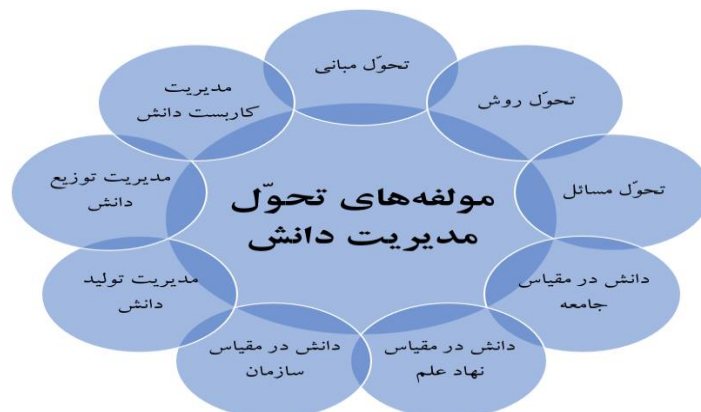 مولفه‌های تحوّل
مدیریت دانش
تحوّل مبانی
تحوّل روش
تحوّل مسائل
دانش در مقیاس
جامعه
دانش در مقیاس
نهاد علم
دانش در مقیاس
سازمان
مدیریت تولید
دانش
مدیریت توزیع
دانش
مدیریت
کاربست دانش